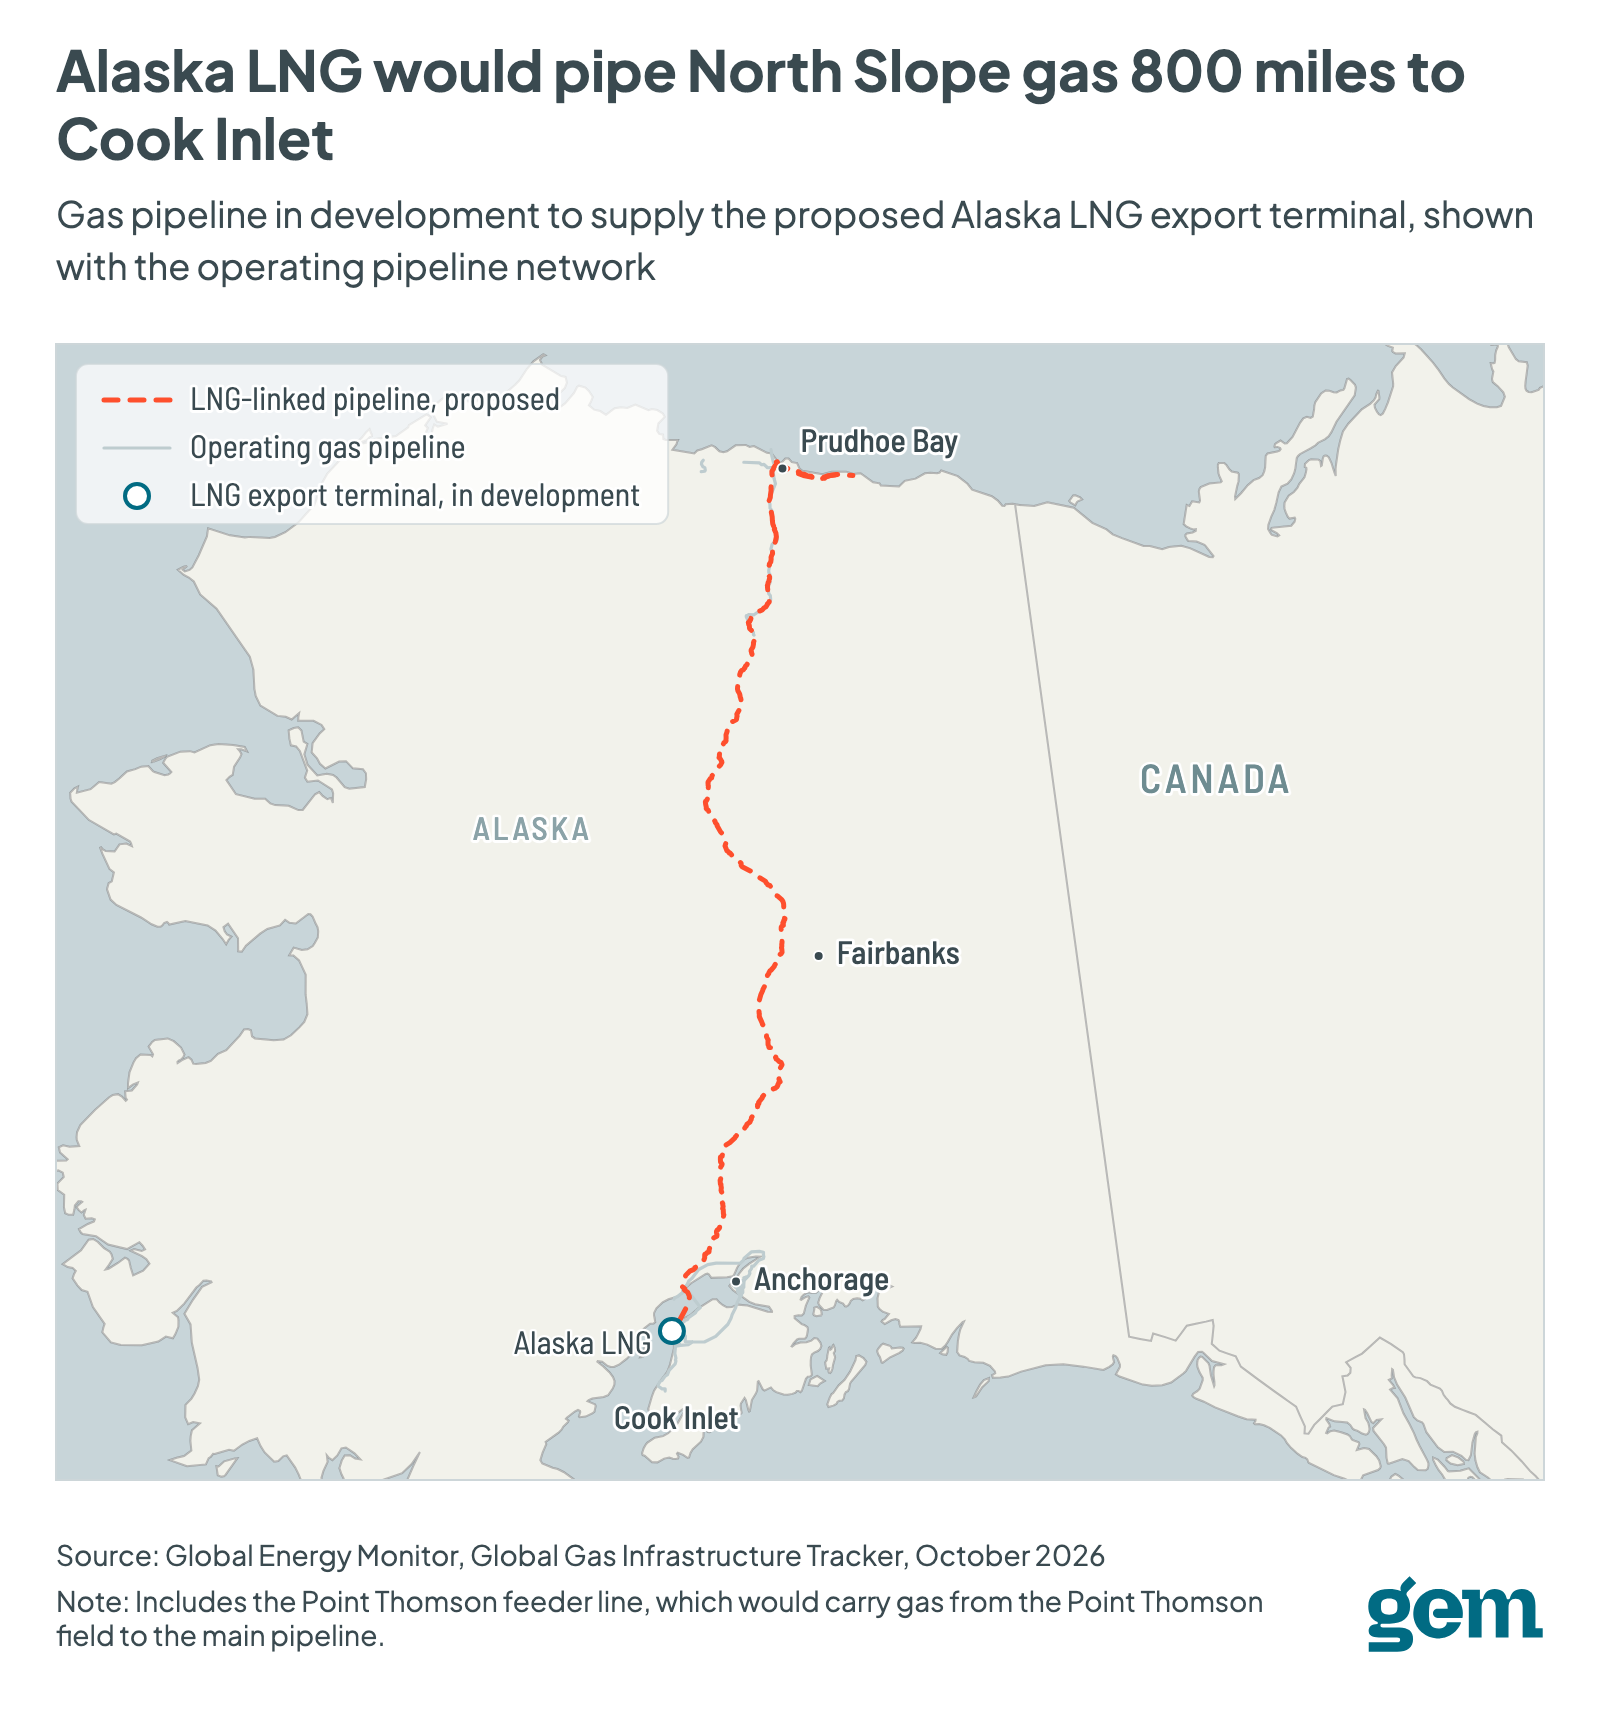 Alaska LNG would pipe North Slope gas 800 miles to
Cook Inlet
Gas pipeline in development to supply the proposed Alaska LNG export terminal, shown
with the operating pipeline network
LNG-linked pipeline, proposed
Operating gas pipeline
LNG export terminal, in development
Prudhoe Bay
CANADA
ALASKA
Fairbanks
Anchorage
Alaska LNG
Cook Inlet
Source: Global Energy Monitor, Global Gas Infrastructure Tracker, October 2026
Note: Includes the Point Thomson feeder line, which would carry gas from the Point Thomson
field to the main pipeline.
gem